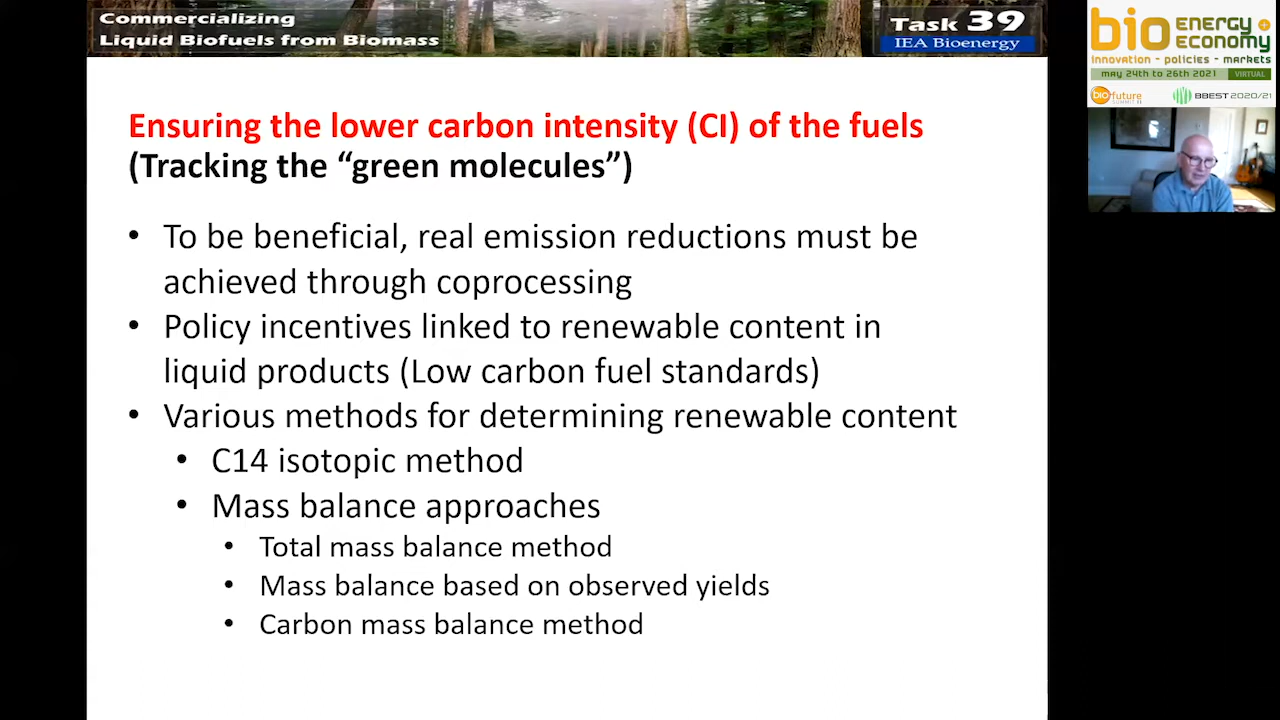 Commercializing
Liquid Biofuels from Biomass
Task 39
IEA Bioenergy
bio ENERGY +
ECONOMY
innovation - policies - markets
may 24th to 26th 2021 VIRTUAL
biofuture
SUMMIT II
BBEST 2020/21
Ensuring the lower carbon intensity (CI) of the fuels
(Tracking the “green molecules”)
• To be beneficial, real emission reductions must be
achieved through coprocessing
• Policy incentives linked to renewable content in
liquid products (Low carbon fuel standards)
• Various methods for determining renewable content
• C14 isotopic method
• Mass balance approaches
• Total mass balance method
• Mass balance based on observed yields
• Carbon mass balance method